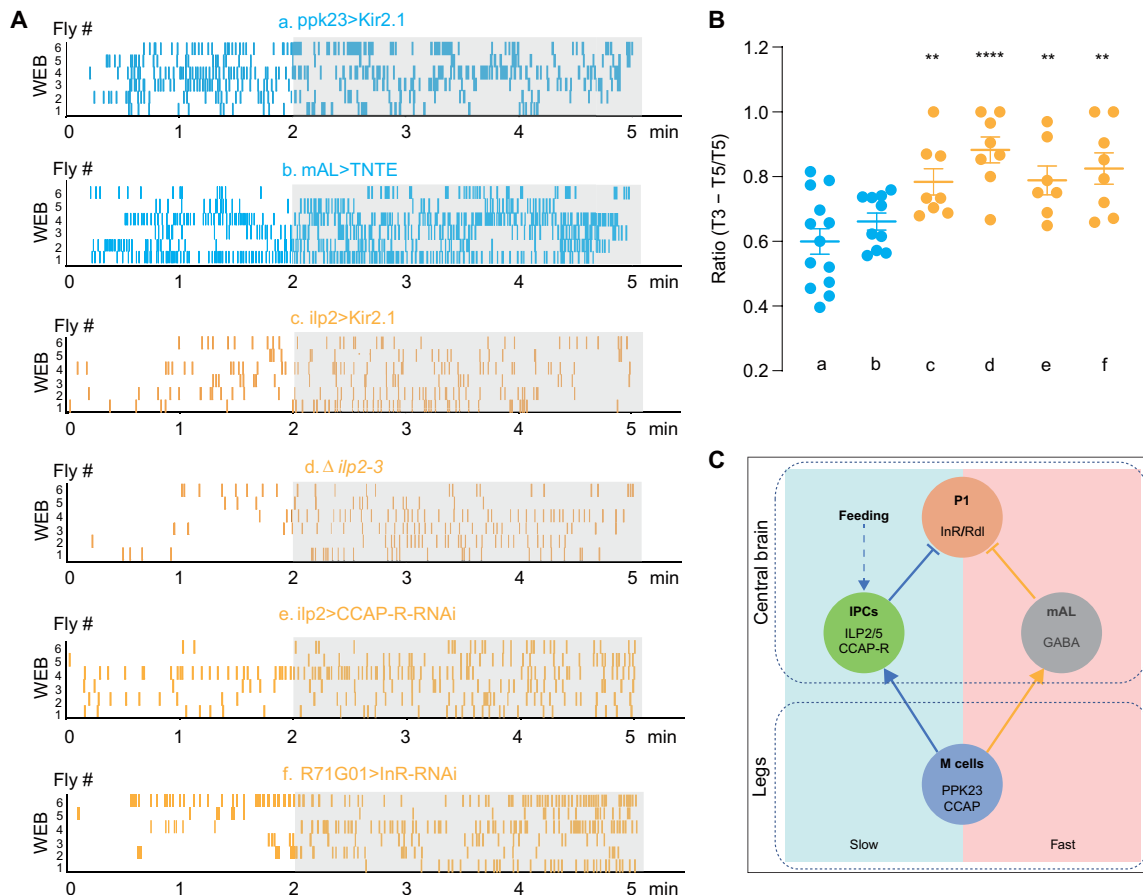 A
Fly #
a. ppk23>Kir2.1
WEB
6
5
4
3
2
1
0 1 2 3 4 5 min
Fly #
b. mAL>TNTE
WEB
6
5
4
3
2
1
0 1 2 3 4 5 min
Fly #
c. ilp2>Kir2.1
WEB
6
5
4
3
2
1
0 1 2 3 4 5 min
Fly #
d. Δ ilp2-3
WEB
6
5
4
3
2
1
0 1 2 3 4 5 min
Fly #
e. ilp2>CCAP-R-RNAi
WEB
6
5
4
3
2
1
0 1 2 3 4 5 min
Fly #
f. R71G01>InR-RNAi
WEB
6
5
4
3
2
1
0 1 2 3 4 5 min
B
Ratio (T3 − T5/T5)
1.2
1.0
0.8
0.6
0.4
0.2
** **** ** **
a b c d e f
C
Central brain
Legs
P1
InR/Rdl
Feeding
IPCs
ILP2/5
CCAP-R
mAL
GABA
M cells
PPK23
CCAP
Slow
Fast